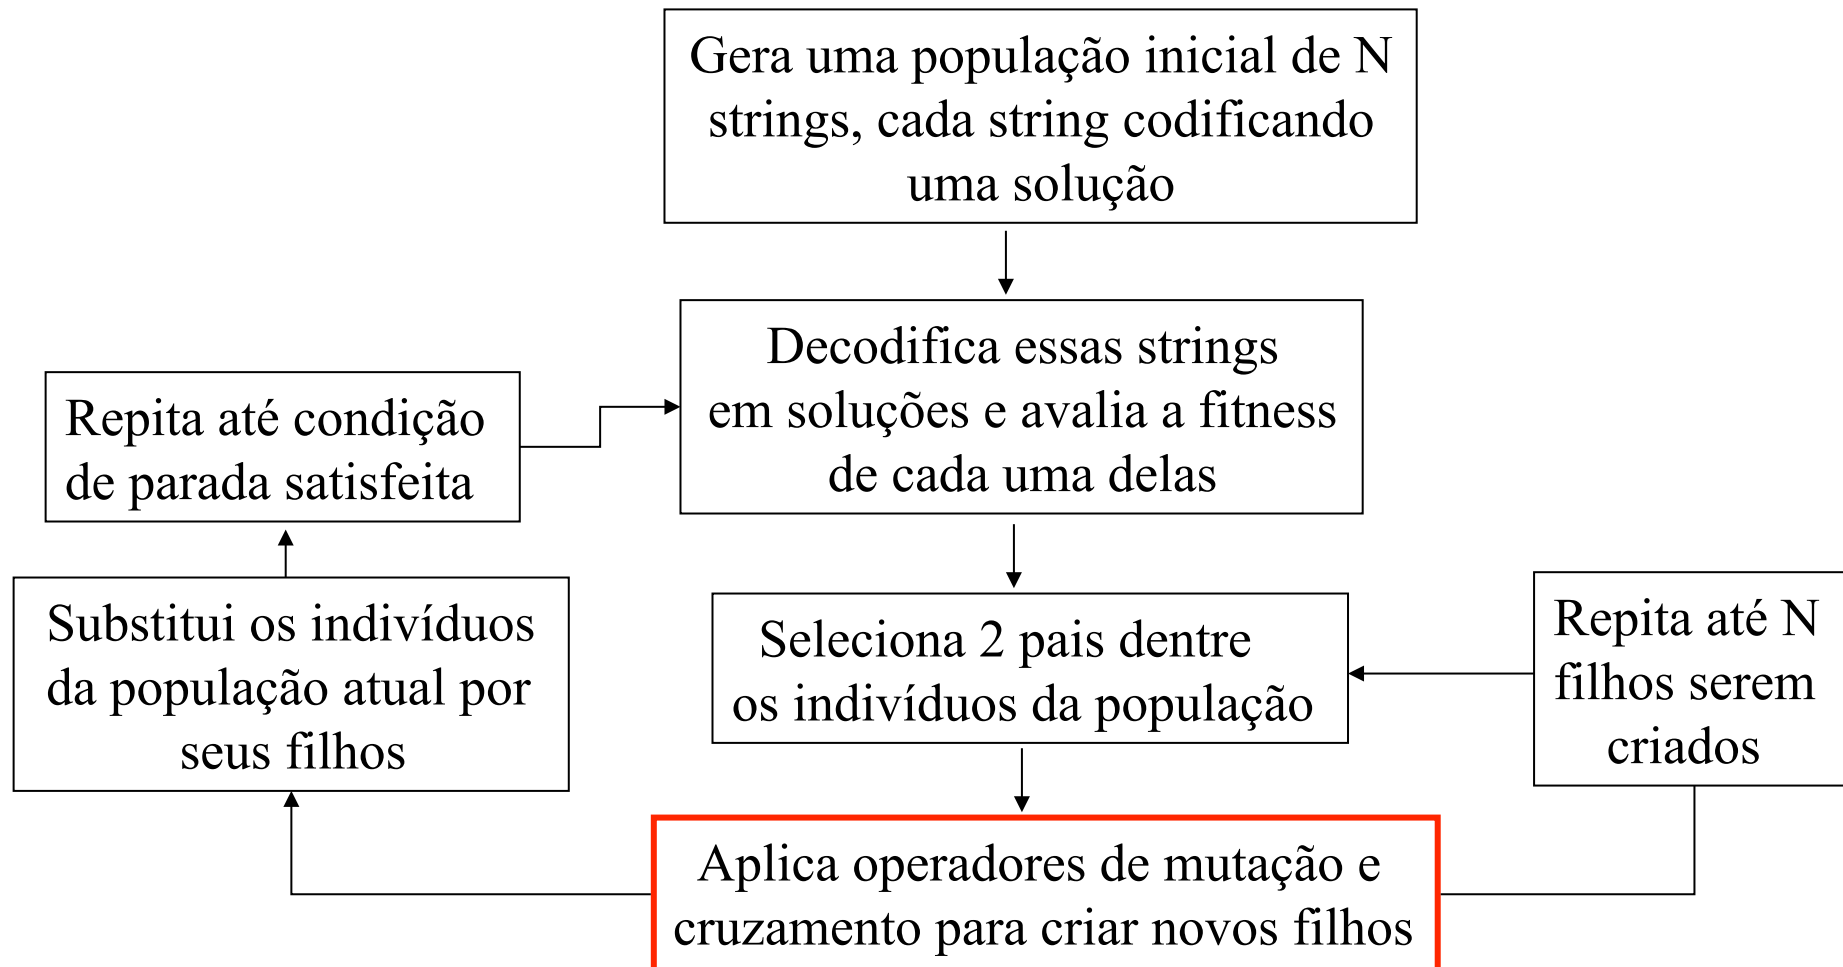 Gera uma população inicial de N
strings, cada string codificando
uma solução
Decodifica essas strings
em soluções e avalia a fitness
de cada uma delas
Repita até condição
de parada satisfeita
Substitui os indivíduos
da população atual por
seus filhos
Seleciona 2 pais dentre
os indivíduos da população
Repita até N
filhos serem
criados
Aplica operadores de mutação e
cruzamento para criar novos filhos